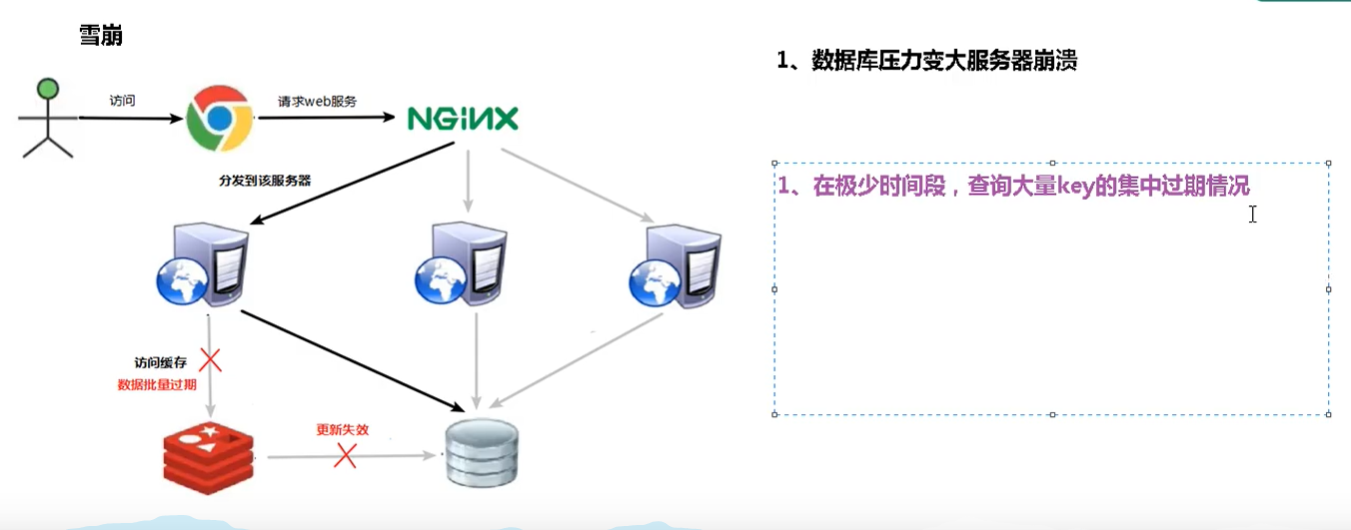 雪崩
1、数据库压力变大服务器崩溃
访问
请求web服务
NGINX
分发到该服务器
1、在极少时间段，查询大量key的集中过期情况
访问缓存
数据批量过期
更新失效